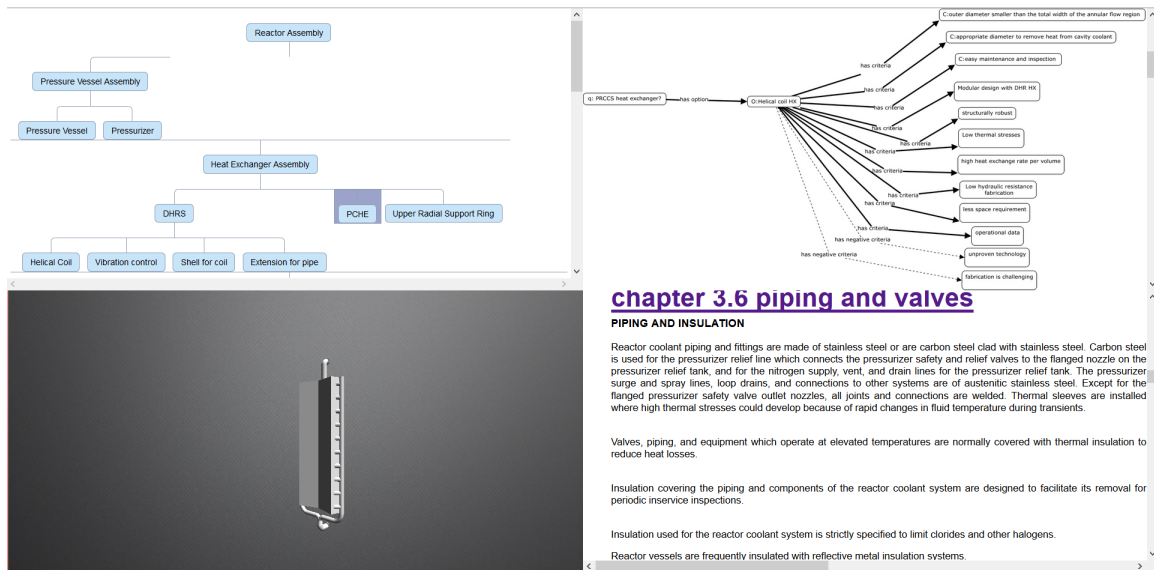 Reactor Assembly
Pressure Vessel Assembly
Pressure Vessel
Pressurizer
Heat Exchanger Assembly
DHRS
PCHE
Upper Radial Support Ring
Helical Coil
Vibration control
Shell for coil
Extension for pipe
q: PRCCS heat exchanger?
has option
O:Helical coil HX
has criteria
C:outer diameter smaller than the total width of the annular flow region
has criteria
C:appropriate diameter to remove heat from cavity coolant
has criteria
C:easy maintenance and inspection
has criteria
Modular design with DHR HX
has criteria
structurally robust
has criteria
Low thermal stresses
has criteria
high heat exchange rate per volume
has criteria
Low hydraulic resistance
fabrication
has criteria
less space requirement
has criteria
operational data
has negative criteria
unproven technology
has negative criteria
fabrication is challenging
chapter 3.6 piping and valves
PIPING AND INSULATION
Reactor coolant piping and fittings are made of stainless steel or are carbon steel clad with stainless steel. Carbon steel
is used for the pressurizer relief line which connects the pressurizer safety and relief valves to the flanged nozzle on the
pressurizer relief tank, and for the nitrogen supply, vent, and drain lines for the pressurizer relief tank. The pressurizer
surge and spray lines, loop drains, and connections to other systems are of austenitic stainless steel. Except for the
flanged pressurizer safety valve outlet nozzles, all joints and connections are welded. Thermal sleeves are installed
where high thermal stresses could develop because of rapid changes in fluid temperature during transients.
Valves, piping, and equipment which operate at elevated temperatures are normally covered with thermal insulation to
reduce heat losses.
Insulation covering the piping and components of the reactor coolant system are designed to facilitate its removal for
periodic inservice inspections.
Insulation used for the reactor coolant system is strictly specified to limit clorides and other halogens.
Reactor vessels are frequently insulated with reflective metal insulation systems.